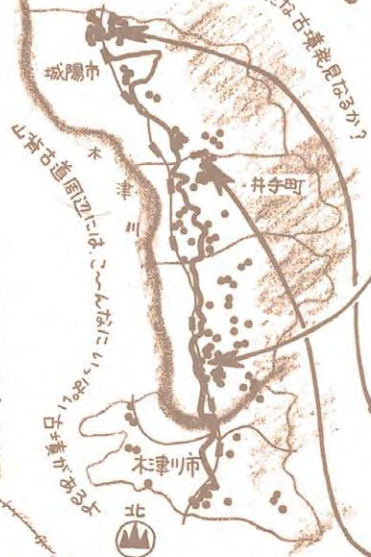 な古墳発見なるか？
城陽市
木津川
井手町
山背古道周辺には、こ〜んなにいっぱい古墳があるよ
木津川市
北